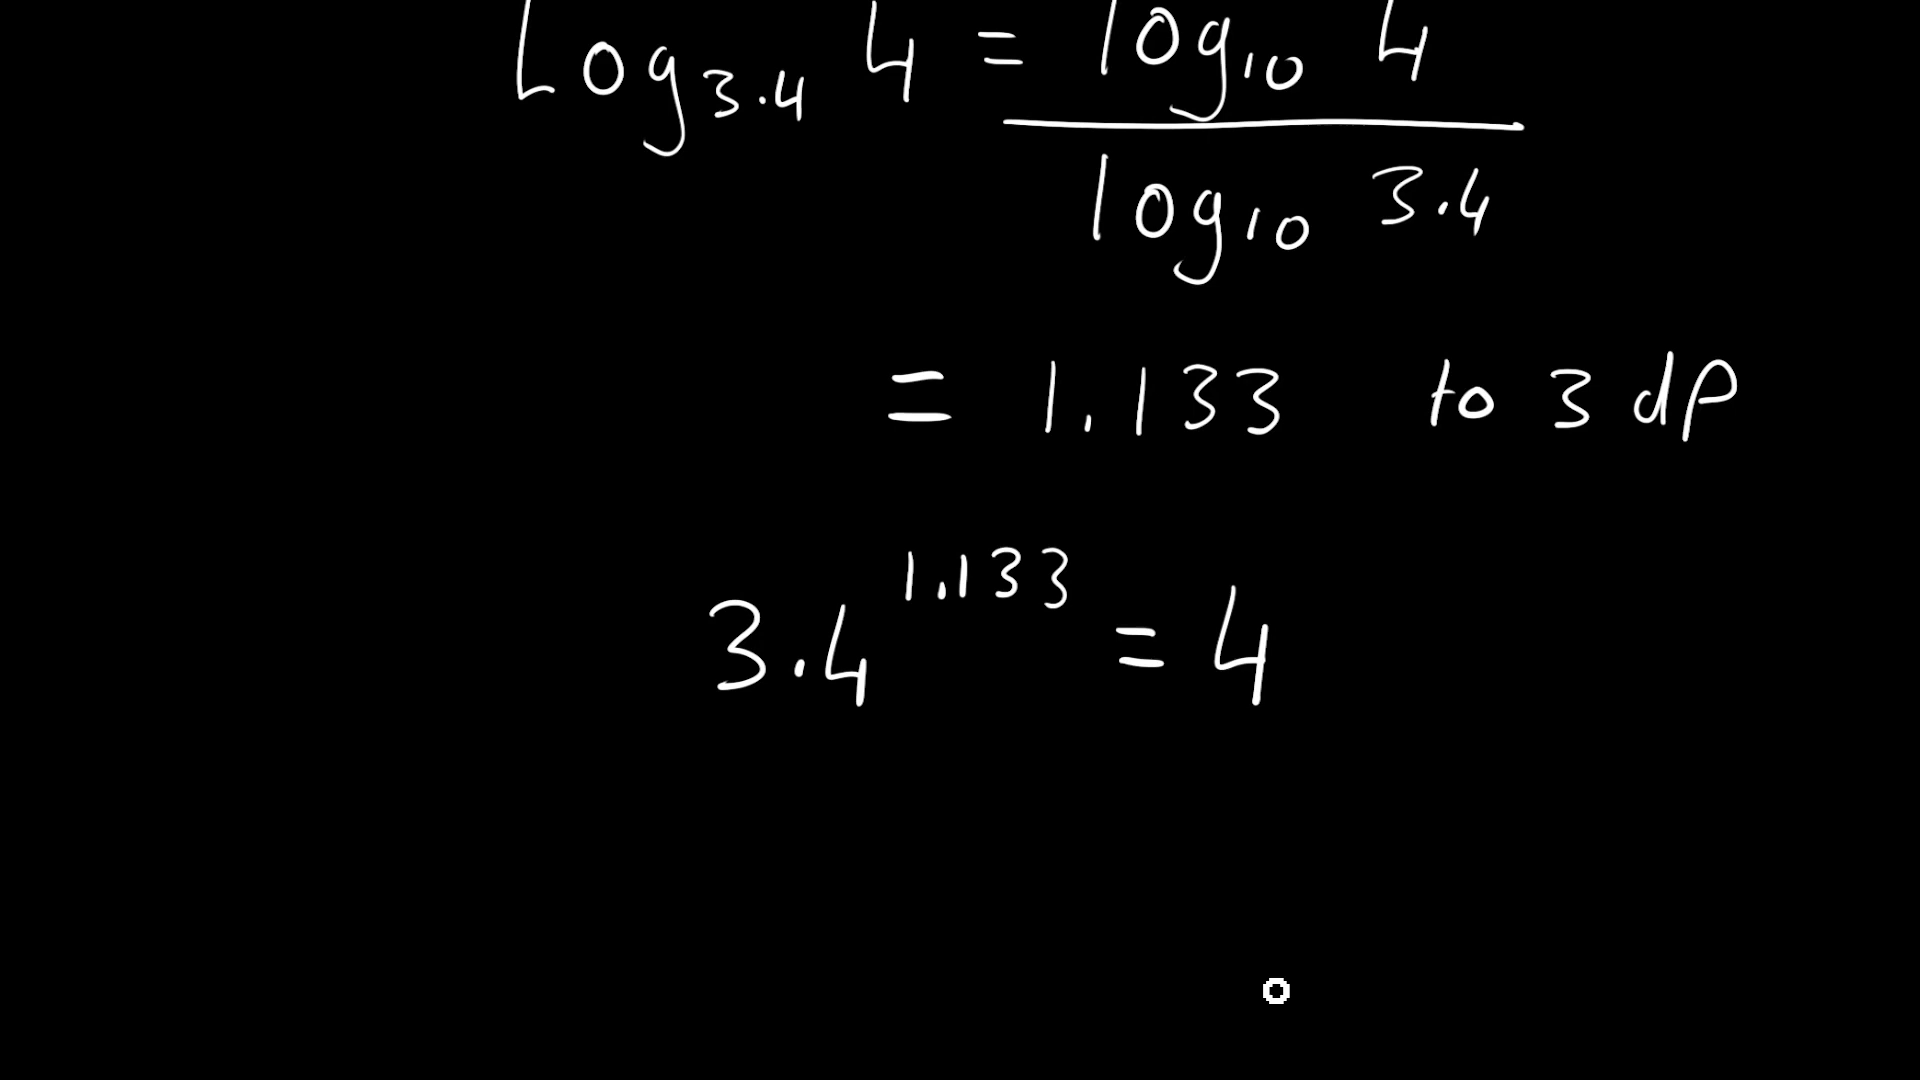 Log₃.₄ 4 = log₁₀ 4
log₁₀ 3.4
= 1.133 to 3 dp
3.4^1.133 = 4